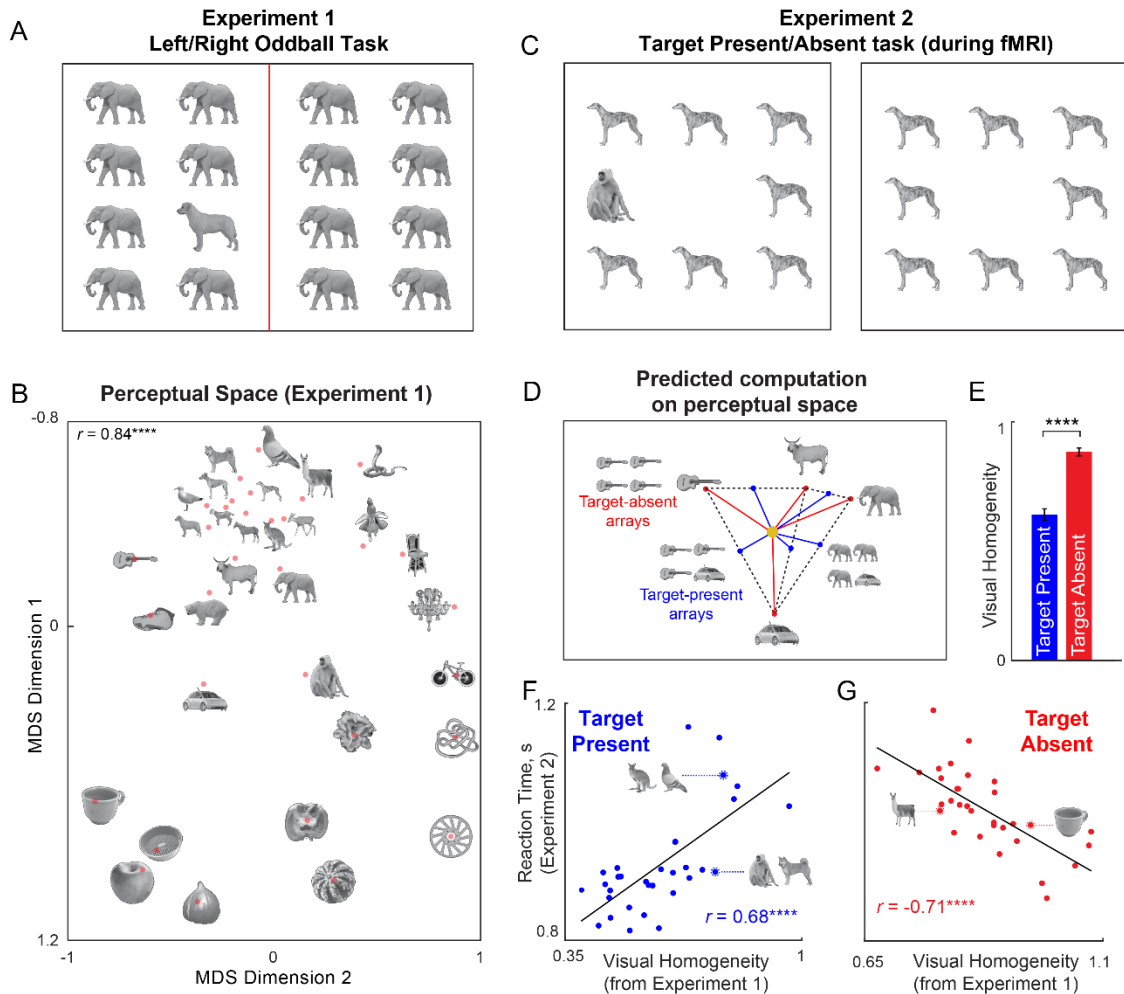 A
Experiment 1
Left/Right Oddball Task
C
Experiment 2
Target Present/Absent task (during fMRI)
B
Perceptual Space (Experiment 1)
-0.8
r = 0.84****
0
1.2
MDS Dimension 1
-1
0
1
MDS Dimension 2
D
Predicted computation
on perceptual space
Target-absent
arrays
Target-present
arrays
E
****
1
0
Visual Homogeneity
Target Present
Target Absent
F
1.2
0.8
Reaction Time, s
(Experiment 2)
Target
Present
r = 0.68****
0.35
1
Visual Homogeneity
(from Experiment 1)
G
Target
Absent
r = -0.71****
0.65
1.1
Visual Homogeneity
(from Experiment 1)